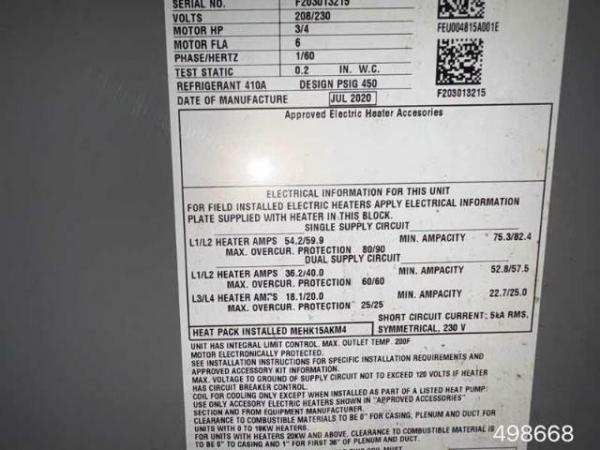 SERIAL NO. F203013215
VOLTS 208/230
MOTOR HP 3/4
MOTOR FLA 6
PHASE/HERTZ 1/60
TEST STATIC 0.2 IN. W.C.
REFRIGERANT 410A DESIGN PSIG 450
DATE OF MANUFACTURE JUL 2020
FEU004815A001E
F203013215
Approved Electric Heater Accesories
ELECTRICAL INFORMATION FOR THIS UNIT
FOR FIELD INSTALLED ELECTRIC HEATERS APPLY ELECTRICAL INFORMATION
PLATE SUPPLIED WITH HEATER IN THIS BLOCK.
SINGLE SUPPLY CIRCUIT
L1/L2 HEATER AMPS 54.2/59.9 MIN. AMPACITY 75.3/82.4
MAX. OVERCUR. PROTECTION 80/90
DUAL SUPPLY CIRCUIT
L1/L2 HEATER AMPS 36.2/40.0 MIN. AMPACITY 52.8/57.5
MAX. OVERCUR. PROTECTION 60/60
L3/L4 HEATER AMPS 18.1/20.0 MIN. AMPACITY 22.7/25.0
MAX. OVERCUR. PROTECTION 25/25
SHORT CIRCUIT CURRENT: 5kA RMS.
HEAT PACK INSTALLED MEHK15AKM4 SYMMETRICAL, 230 V
UNIT HAS INTEGRAL LIMIT CONTROL. MAX. OUTLET TEMP. 200F
MOTOR ELECTRONICALLY PROTECTED.
SEE INSTALLATION INSTRUCTIONS FOR SPECIFIC INSTALLATION REQUIREMENTS AND
APPROVED ACCESSORY KIT INFORMATION.
MAX. VOLTAGE TO GROUND OF SUPPLY CIRCUIT NOT TO EXCEED 120 VOLTS IF HEATER
HAS CIRCUIT BREAKER CONTROL.
COIL FOR COOLING ONLY EXCEPT WHEN INSTALLED AS PART OF A LISTED HEAT PUMP.
USE ONLY ACCESORY ELECTRIC HEATERS SHOWN IN "APPROVED ACCESSORIES"
SECTION AND FROM EQUIPMENT MANUFACTURER.
CLEARANCE TO COMBUSTIBLE MATERIALS TO BE 0" FOR CASING, PLENUM AND DUCT FOR
UNITS WITH 0 TO 18KW HEATERS.
FOR UNITS WITH HEATERS 20KW AND ABOVE, CLEARANCE TO COMBUSTIBLE MATERIAL IS
TO BE 0" TO CASING AND 1" FOR FIRST 36" OF PLENUM AND DUCT.
498668